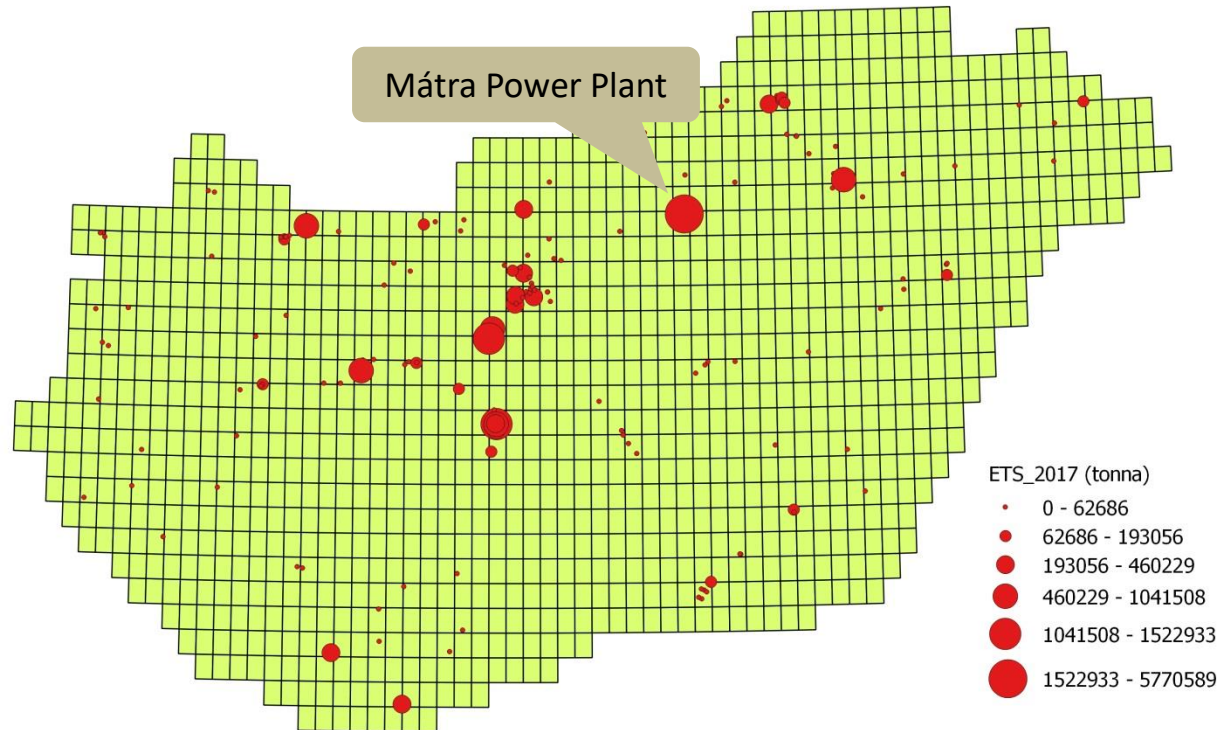 Mátra Power Plant
ETS_2017 (tonna)
0 - 62686
62686 - 193056
193056 - 460229
460229 - 1041508
1041508 - 1522933
1522933 - 5770589